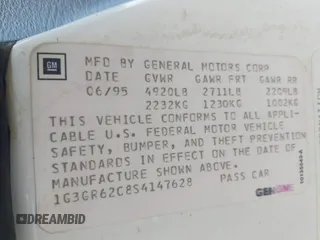 GM
MFD BY GENERAL MOTORS CORP
DATE GVWR GAWR FRT GAWR RR
06/95 4920LB 2711LB 2209LB
2232KG 1230KG 1002KG
THIS VEHICLE CONFORMS TO ALL APPLI-
CABLE U.S. FEDERAL MOTOR VEHICLE
SAFETY, BUMPER, AND THEFT PREVENTION
STANDARDS IN EFFECT ON THE DATE OF
MANUFACTURE SHOWN ABOVE.
1G3GR62C8S4147628 PASS CAR
GENUINE
DREAMBID